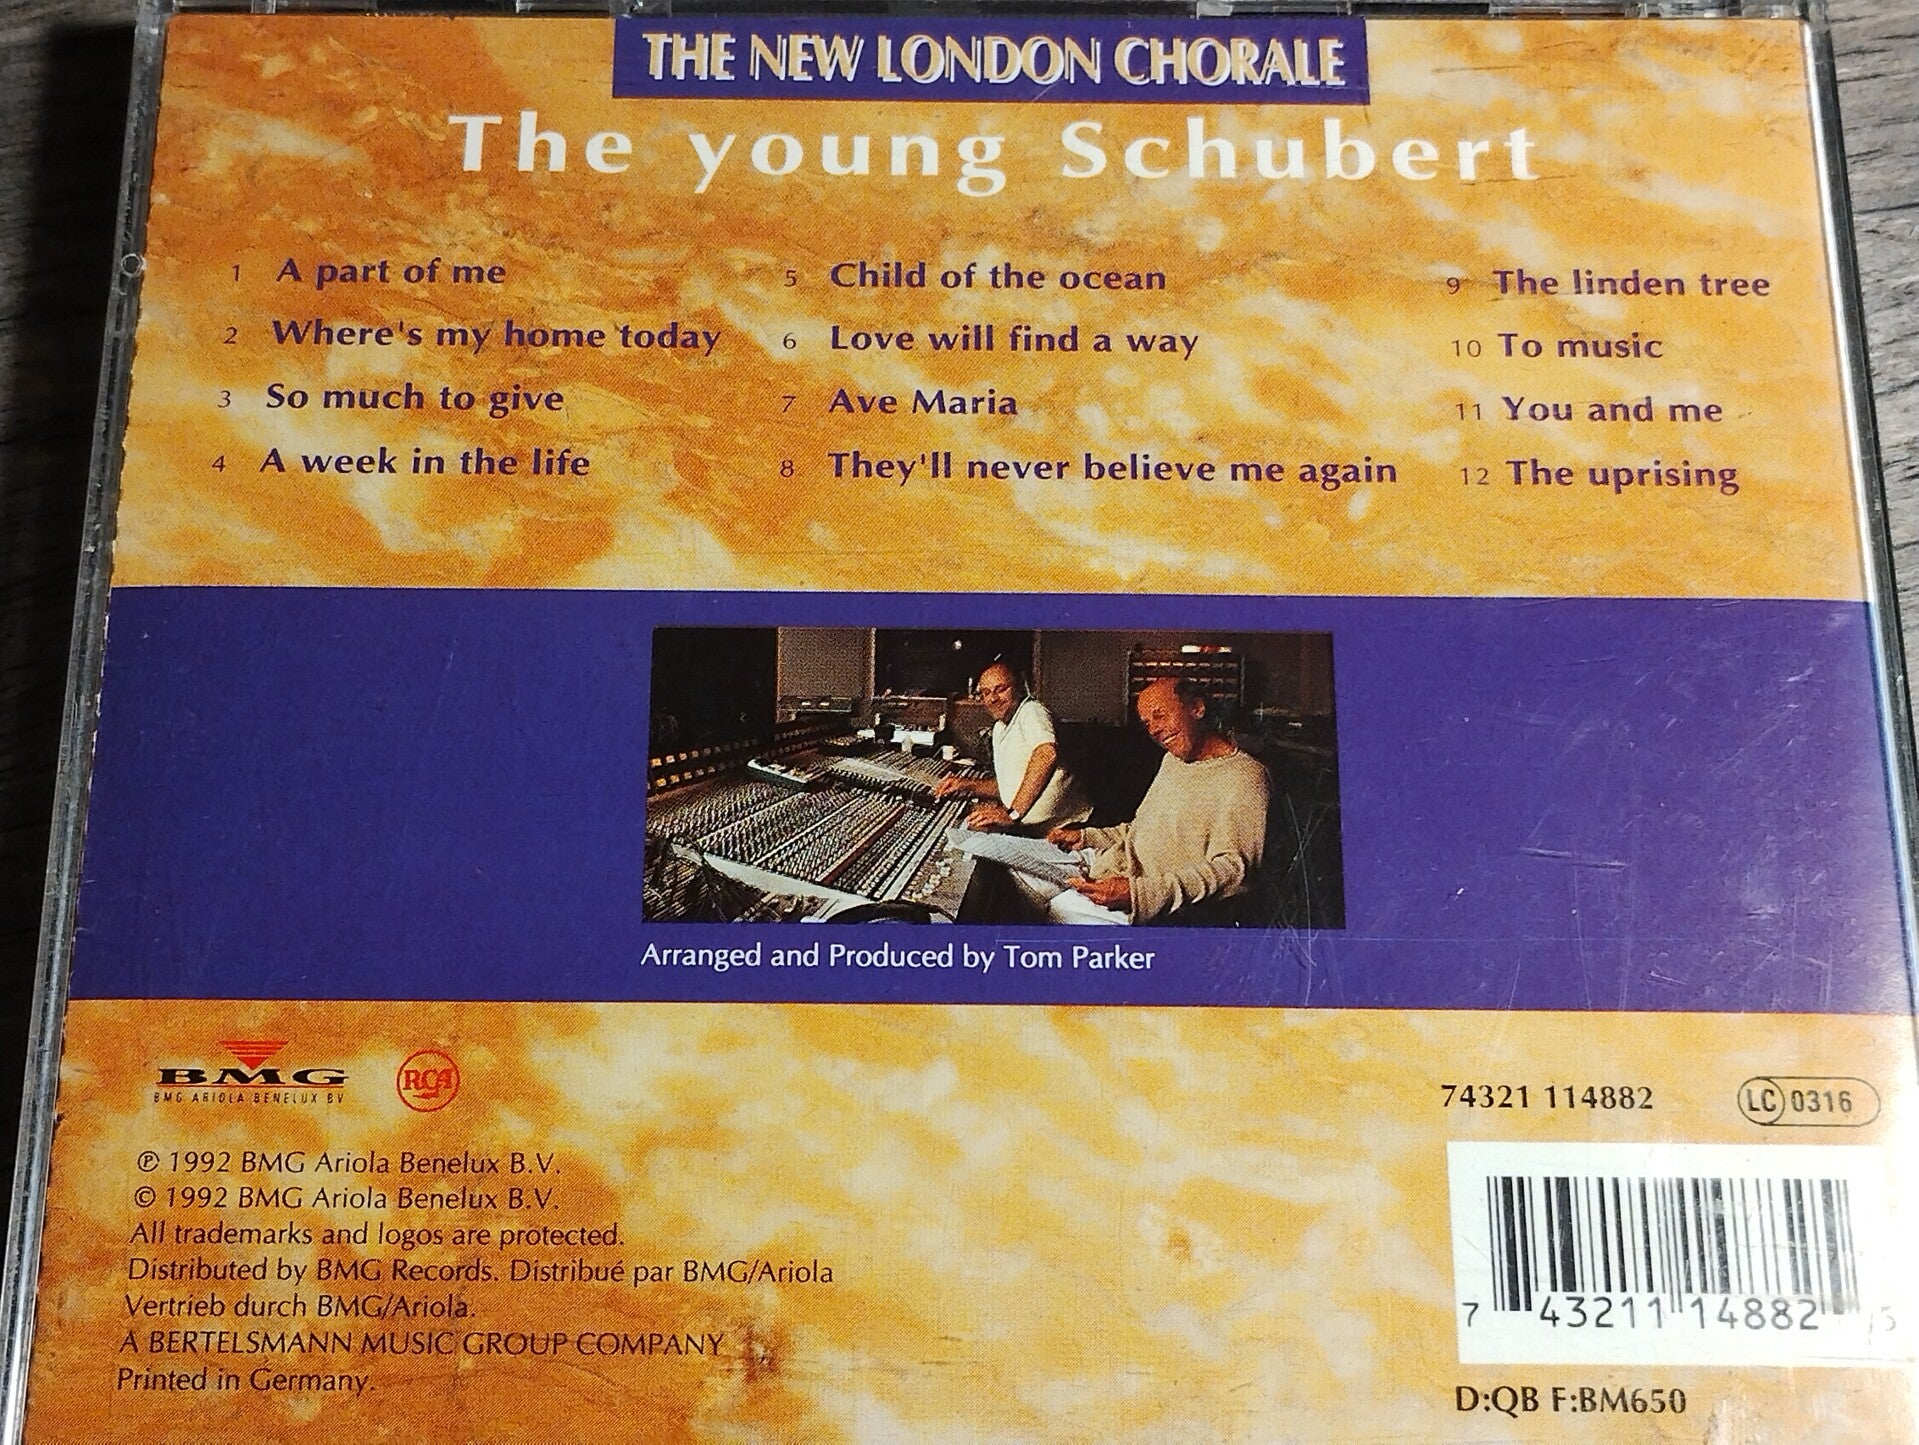 THE NEW LONDON CHORALE
The young Schubert
1 A part of me
2 Where's my home today
3 So much to give
4 A week in the life
5 Child of the ocean
6 Love will find a way
7 Ave Maria
8 They'll never believe me again
9 The linden tree
10 To music
11 You and me
12 The uprising
Arranged and Produced by Tom Parker
BMG
BMG ARIOLA BENELUX BV
RCA
℗ 1992 BMG Ariola Benelux B.V.
© 1992 BMG Ariola Benelux B.V.
All trademarks and logos are protected.
Distributed by BMG Records. Distribué par BMG/Ariola
Vertrieb durch BMG/Ariola.
A BERTELSMANN MUSIC GROUP COMPANY
Printed in Germany.
74321 114882
LC 0316
7 43211 14882 5
D:QB F:BM650